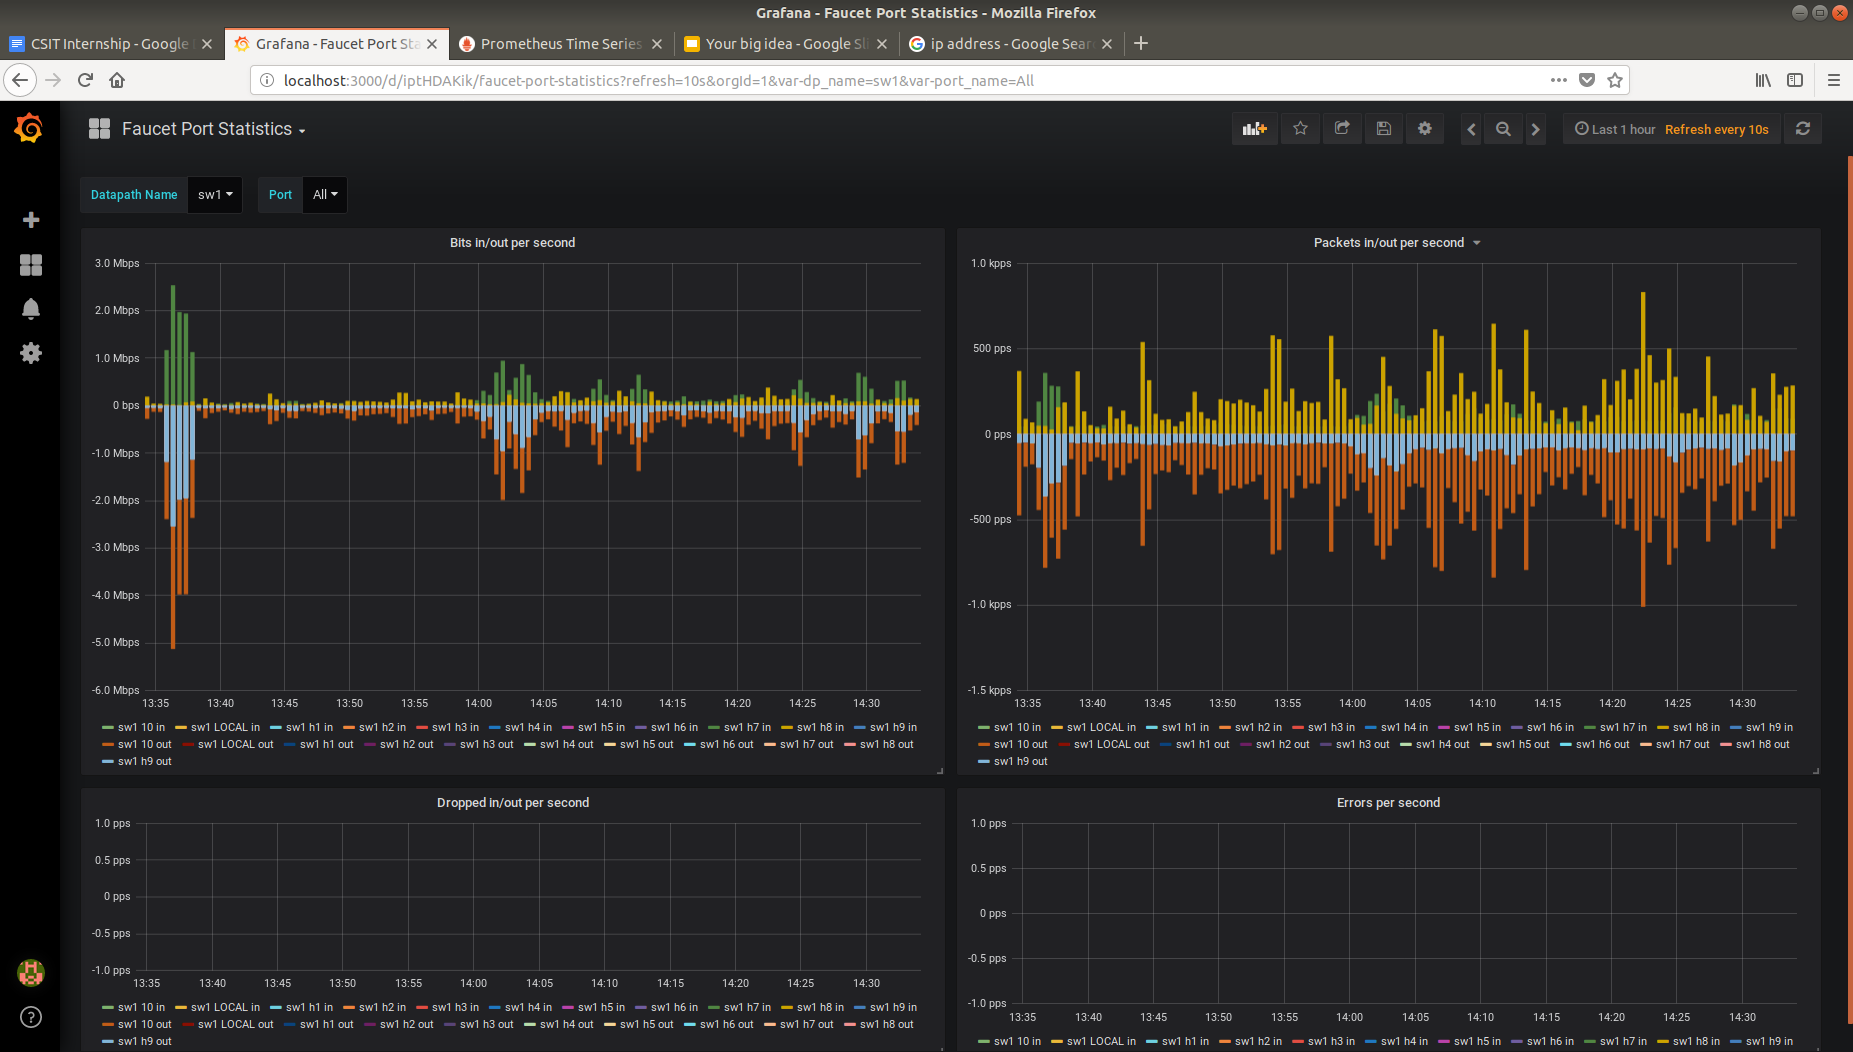 Grafana - Faucet Port Statistics - Mozilla Firefox
CSIT Internship - Google Grafana - Faucet Port Sta Prometheus Time Series Your big idea - Google Sl ip address - Google Sear
localhost:3000/d/iptHDAKik/faucet-port-statistics?refresh=10s&orgId=1&var-dp_name=sw1&var-port_name=All
Faucet Port Statistics Last 1 hour Refresh every 10s
Datapath Name sw1 Port All
Bits in/out per second
3.0 Mbps
2.0 Mbps
1.0 Mbps
0 bps
-1.0 Mbps
-2.0 Mbps
-3.0 Mbps
-4.0 Mbps
-5.0 Mbps
-6.0 Mbps
13:35 13:40 13:45 13:50 13:55 14:00 14:05 14:10 14:15 14:20 14:25 14:30
sw1 10 in sw1 LOCAL in sw1 h1 in sw1 h2 in sw1 h3 in sw1 h4 in sw1 h5 in sw1 h6 in sw1 h7 in sw1 h8 in sw1 h9 in
sw1 10 out sw1 LOCAL out sw1 h1 out sw1 h2 out sw1 h3 out sw1 h4 out sw1 h5 out sw1 h6 out sw1 h7 out sw1 h8 out
sw1 h9 out
Packets in/out per second
1.0 kpps
500 pps
0 pps
-500 pps
-1.0 kpps
-1.5 kpps
13:35 13:40 13:45 13:50 13:55 14:00 14:05 14:10 14:15 14:20 14:25 14:30
sw1 10 in sw1 LOCAL in sw1 h1 in sw1 h2 in sw1 h3 in sw1 h4 in sw1 h5 in sw1 h6 in sw1 h7 in sw1 h8 in sw1 h9 in
sw1 10 out sw1 LOCAL out sw1 h1 out sw1 h2 out sw1 h3 out sw1 h4 out sw1 h5 out sw1 h6 out sw1 h7 out sw1 h8 out
sw1 h9 out
Dropped in/out per second
1.0 pps
0.5 pps
0 pps
-0.5 pps
-1.0 pps
13:35 13:40 13:45 13:50 13:55 14:00 14:05 14:10 14:15 14:20 14:25 14:30
sw1 10 in sw1 LOCAL in sw1 h1 in sw1 h2 in sw1 h3 in sw1 h4 in sw1 h5 in sw1 h6 in sw1 h7 in sw1 h8 in sw1 h9 in
sw1 10 out sw1 LOCAL out sw1 h1 out sw1 h2 out sw1 h3 out sw1 h4 out sw1 h5 out sw1 h6 out sw1 h7 out sw1 h8 out
sw1 h9 out
Errors per second
1.0 pps
0.5 pps
0 pps
-0.5 pps
-1.0 pps
13:35 13:40 13:45 13:50 13:55 14:00 14:05 14:10 14:15 14:20 14:25 14:30
sw1 10 in sw1 LOCAL in sw1 h1 in sw1 h2 in sw1 h3 in sw1 h4 in sw1 h5 in sw1 h6 in sw1 h7 in sw1 h8 in sw1 h9 in